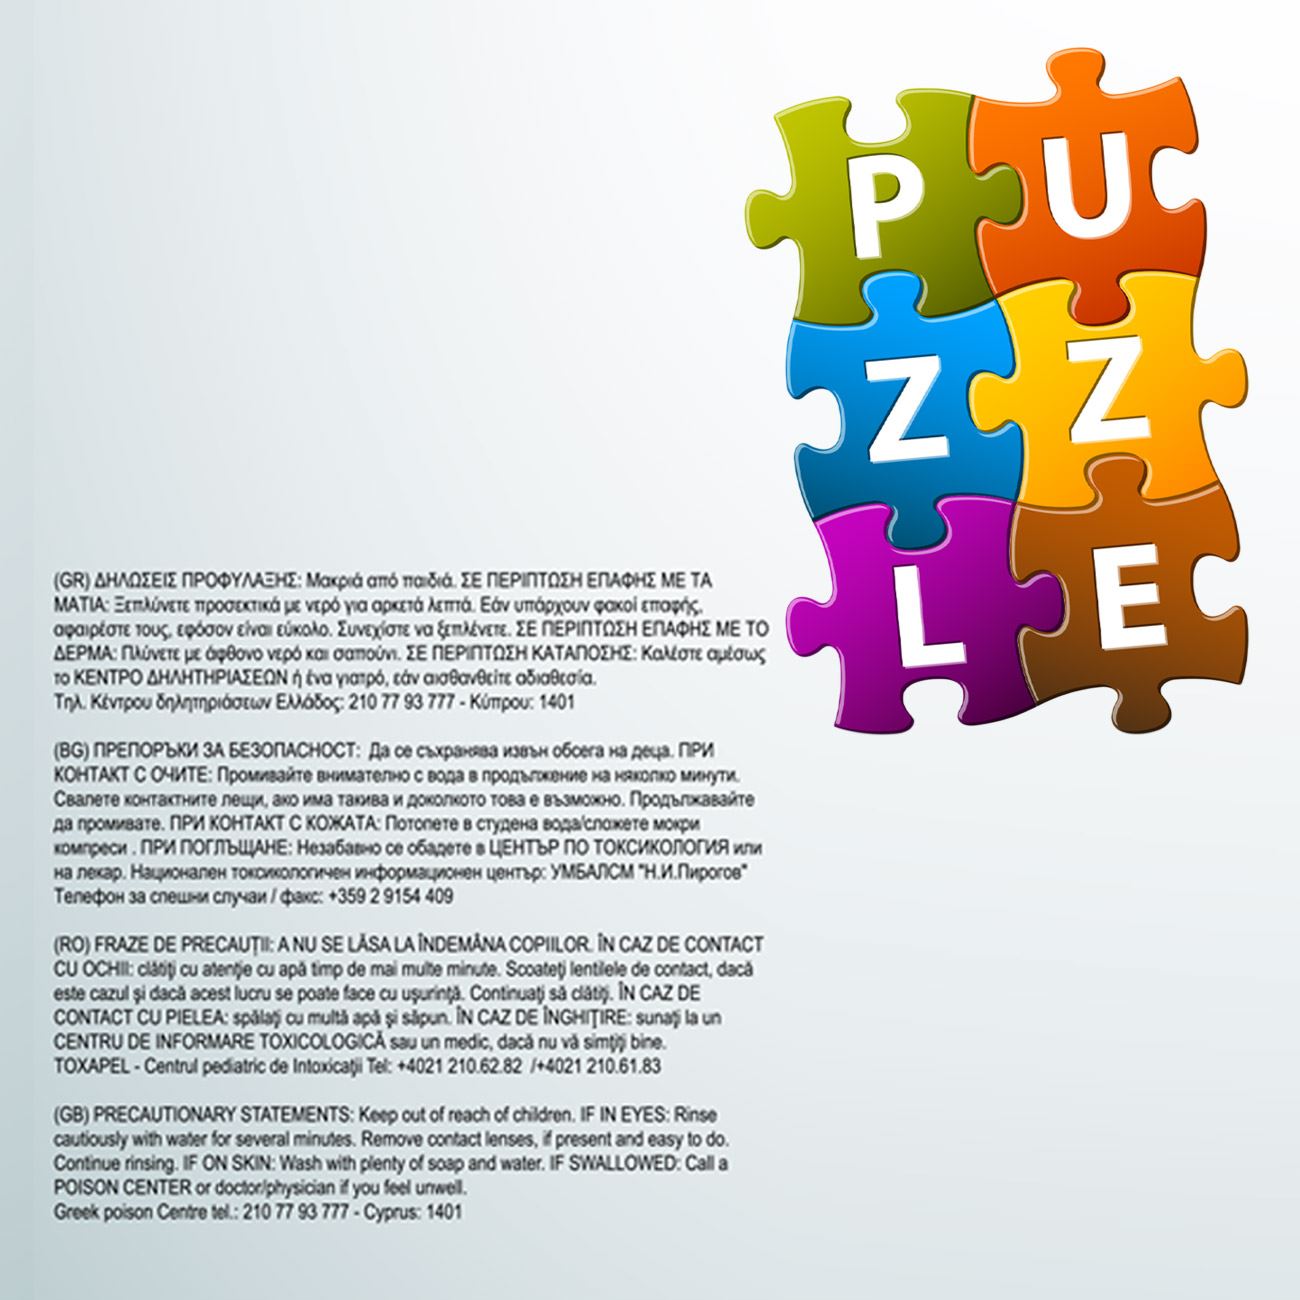 P U
Z Z
L E
(GR) ΔΗΛΩΣΕΙΣ ΠΡΟΦΥΛΑΞΗΣ: Μακριά από παιδιά. ΣΕ ΠΕΡΙΠΤΩΣΗ ΕΠΑΦΗΣ ΜΕ ΤΑ
ΜΑΤΙΑ: Ξεπλύνετε προσεκτικά με νερό για αρκετά λεπτά. Εάν υπάρχουν φακοί επαφής,
αφαιρέστε τους, εφόσον είναι εύκολο. Συνεχίστε να ξεπλένετε. ΣΕ ΠΕΡΙΠΤΩΣΗ ΕΠΑΦΗΣ ΜΕ ΤΟ
ΔΕΡΜΑ: Πλύνετε με άφθονο νερό και σαπούνι. ΣΕ ΠΕΡΙΠΤΩΣΗ ΚΑΤΑΠΟΣΗΣ: Καλέστε αμέσως
το ΚΕΝΤΡΟ ΔΗΛΗΤΗΡΙΑΣΕΩΝ ή ένα γιατρό, εάν αισθανθείτε αδιαθεσία.
Τηλ. Κέντρου δηλητηριάσεων Ελλάδος: 210 77 93 777 - Κύπρου: 1401
(BG) ПРЕПОРЪКИ ЗА БЕЗОПАСНОСТ: Да се съхранява извън обсега на деца. ПРИ
КОНТАКТ С ОЧИТЕ: Промивайте внимателно с вода в продължение на няколко минути.
Свалете контактните лещи, ако има такива и доколкото това е възможно. Продължавайте
да промивате. ПРИ КОНТАКТ С КОЖАТА: Потопете в студена вода/сложете мокри
компреси . ПРИ ПОГЛЪЩАНЕ: Незабавно се обадете в ЦЕНТЪР ПО ТОКСИКОЛОГИЯ или
на лекар. Национален токсикологичен информационен център: УМБАЛСМ "Н.И.Пирогов"
Телефон за спешни случаи / факс: +359 2 9154 409
(RO) FRAZE DE PRECAUŢII: A NU SE LĂSA LA ÎNDEMÂNA COPIILOR. ÎN CAZ DE CONTACT
CU OCHII: clătiţi cu atenţie cu apă timp de mai multe minute. Scoateţi lentilele de contact, dacă
este cazul şi dacă acest lucru se poate face cu uşurinţă. Continuaţi să clătiţi. ÎN CAZ DE
CONTACT CU PIELEA: spălaţi cu multă apă şi săpun. ÎN CAZ DE ÎNGHIŢIRE: sunaţi la un
CENTRU DE INFORMARE TOXICOLOGICĂ sau un medic, dacă nu vă simţiţi bine.
TOXAPEL - Centrul pediatric de Intoxicaţii Tel: +4021 210.62.82 /+4021 210.61.83
(GB) PRECAUTIONARY STATEMENTS: Keep out of reach of children. IF IN EYES: Rinse
cautiously with water for several minutes. Remove contact lenses, if present and easy to do.
Continue rinsing. IF ON SKIN: Wash with plenty of soap and water. IF SWALLOWED: Call a
POISON CENTER or doctor/physician if you feel unwell.
Greek poison Centre tel.: 210 77 93 777 - Cyprus: 1401